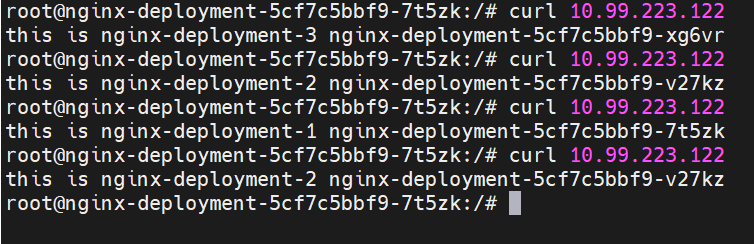 root@nginx-deployment-5cf7c5bbf9-7t5zk:/# curl 10.99.223.122
this is nginx-deployment-3 nginx-deployment-5cf7c5bbf9-xg6vr
root@nginx-deployment-5cf7c5bbf9-7t5zk:/# curl 10.99.223.122
this is nginx-deployment-2 nginx-deployment-5cf7c5bbf9-v27kz
root@nginx-deployment-5cf7c5bbf9-7t5zk:/# curl 10.99.223.122
this is nginx-deployment-1 nginx-deployment-5cf7c5bbf9-7t5zk
root@nginx-deployment-5cf7c5bbf9-7t5zk:/# curl 10.99.223.122
this is nginx-deployment-2 nginx-deployment-5cf7c5bbf9-v27kz
root@nginx-deployment-5cf7c5bbf9-7t5zk:/#